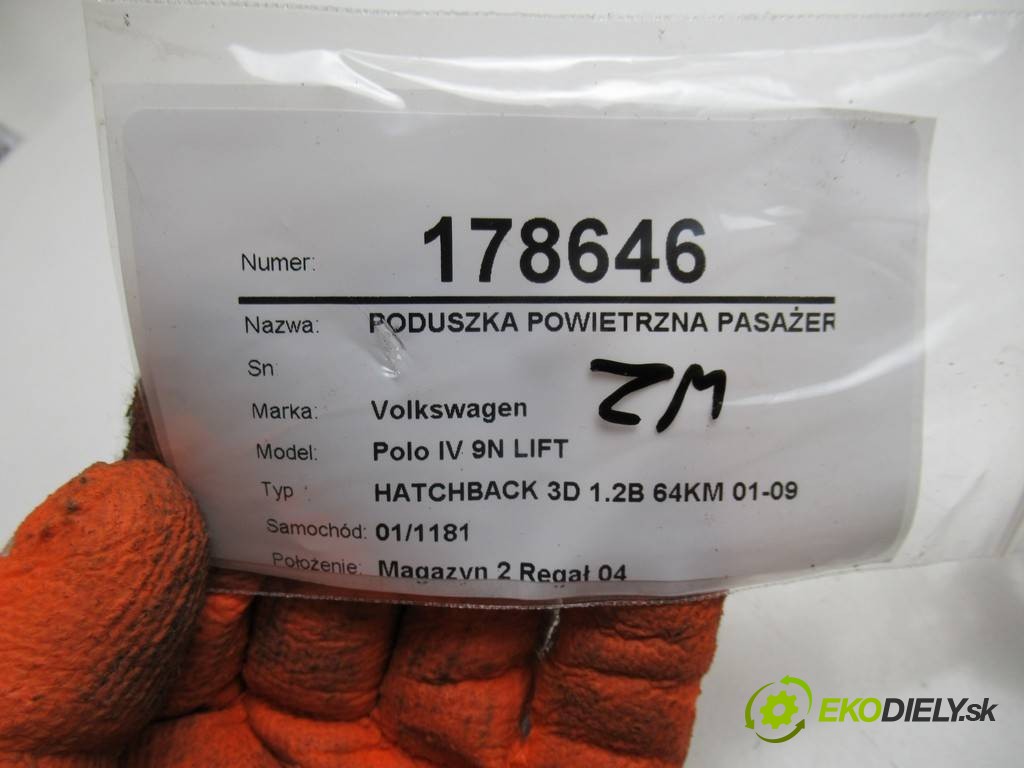 Numer: 178646
Nazwa: PODUSZKA POWIETRZNA PASAŻER
Sn
Marka: Volkswagen
Model: Polo IV 9N LIFT
Typ : HATCHBACK 3D 1.2B 64KM 01-09
Samochód: 01/1181
Położenie: Magazyn 2 Regał 04
EKODIELY.sk